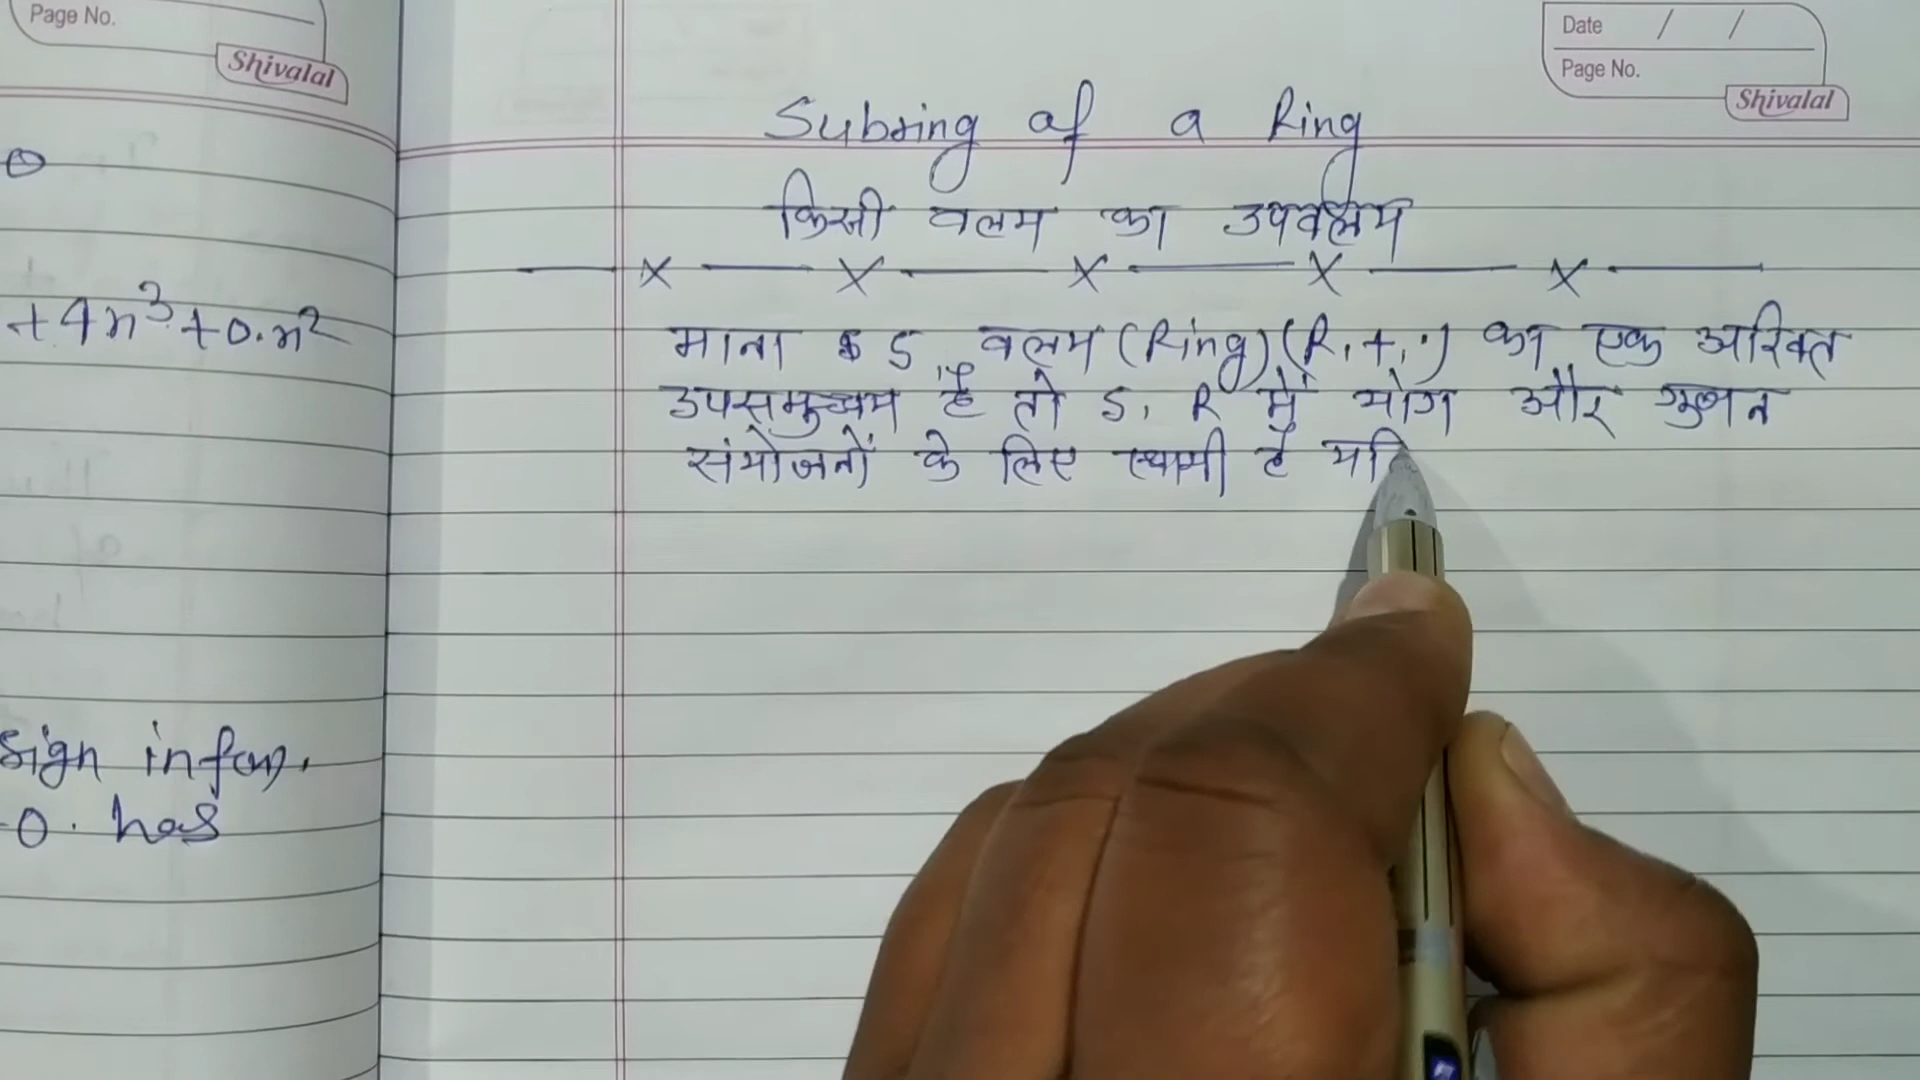 Page No.
Shivalal
+4x³+0.x²
Sign in
0. has
Date / /
Page No.
Shivalal
Subring of a Ring
किसी वलय का उपवलय
— x — x — x — x — x —
माना S, वलय (Ring) (R,+,.) का एक अरिक्त
उपसमुच्चय है तो S, R में योग और गुणन
संयोजनों के लिए स्थायी है यदि